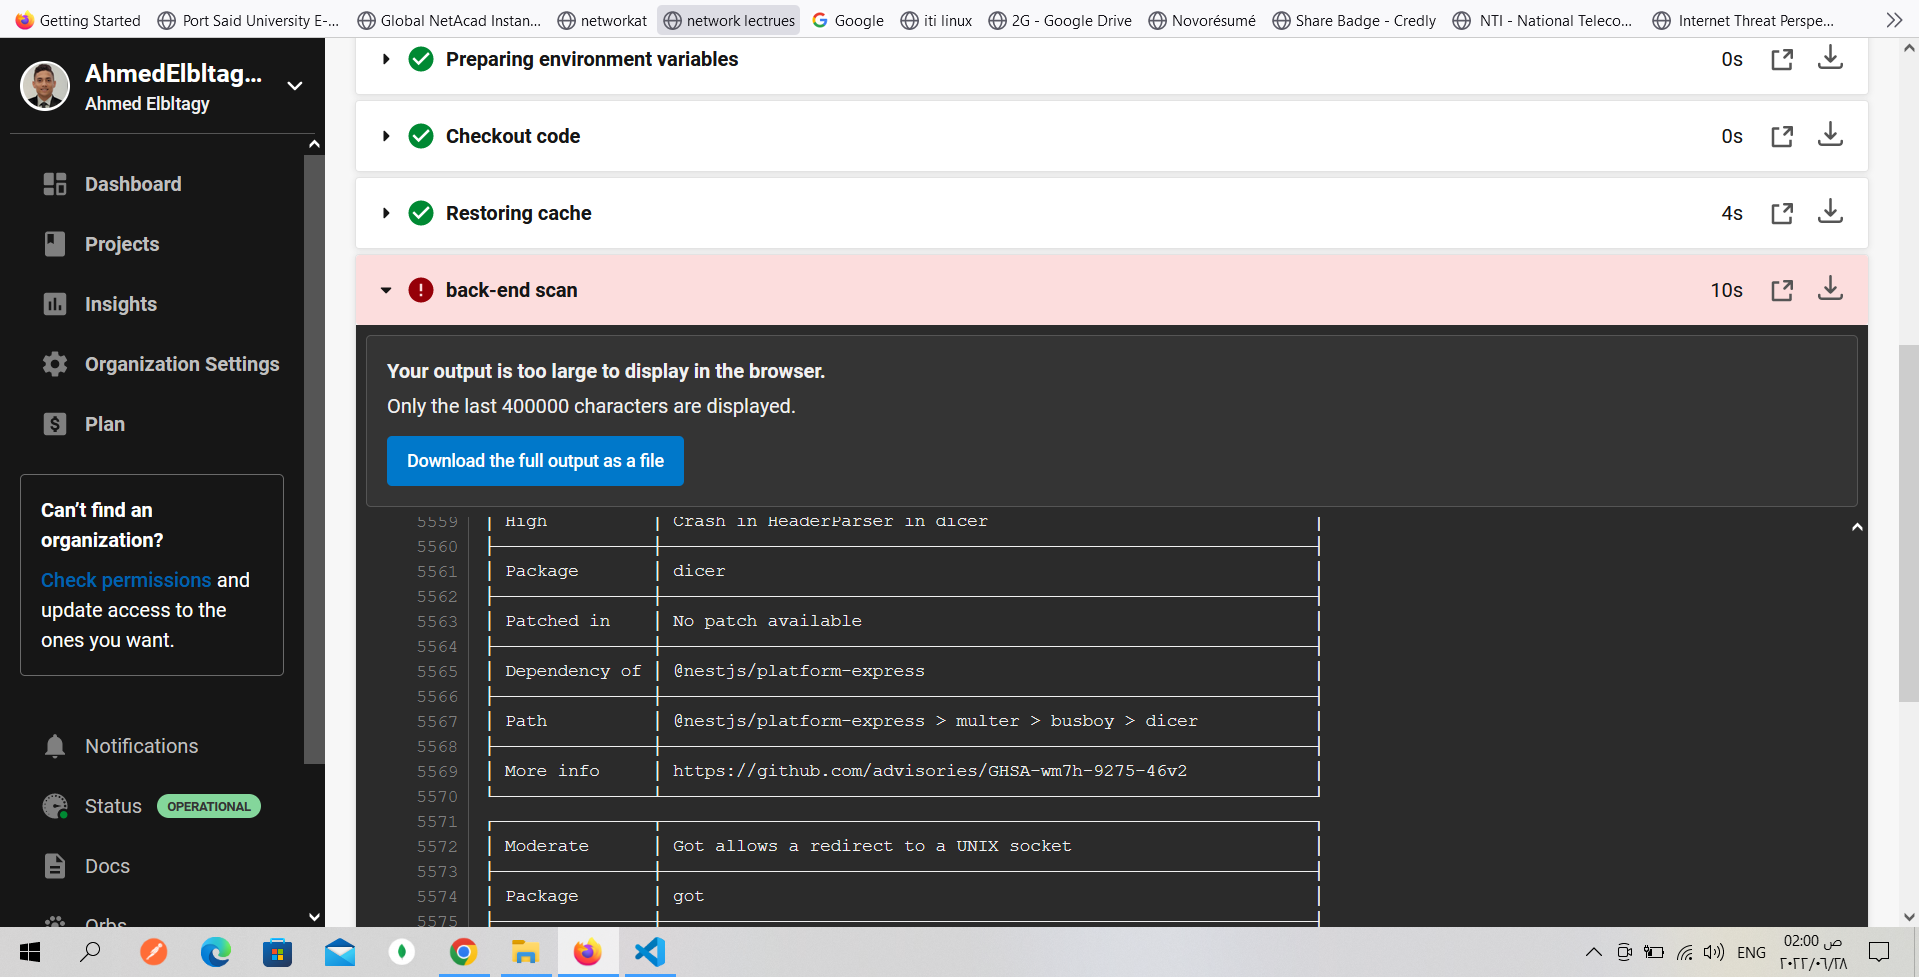 Getting Started Port Said University E-... Global NetAcad Instan... networkat network lectrues Google iti linux 2G - Google Drive Novorésumé Share Badge - Credly NTI - National Teleco... Internet Threat Perspe...
AhmedElbltag...
Ahmed Elbltagy
Dashboard
Projects
Insights
Organization Settings
Plan
Can't find an
organization?
Check permissions and
update access to the
ones you want.
Notifications
Status OPERATIONAL
Docs
Orbs
Preparing environment variables 0s
Checkout code 0s
Restoring cache 4s
back-end scan 10s
Your output is too large to display in the browser.
Only the last 400000 characters are displayed.
Download the full output as a file
5559 High Crash in HeaderParser in dicer
5560
5561 Package dicer
5562
5563 Patched in No patch available
5564
5565 Dependency of @nestjs/platform-express
5566
5567 Path @nestjs/platform-express > multer > busboy > dicer
5568
5569 More info https://github.com/advisories/GHSA-wm7h-9275-46v2
5570
5571
5572 Moderate Got allows a redirect to a UNIX socket
5573
5574 Package got
5575
ENG
02:00 ص
٢٠٢٢/٠٦/٢٨